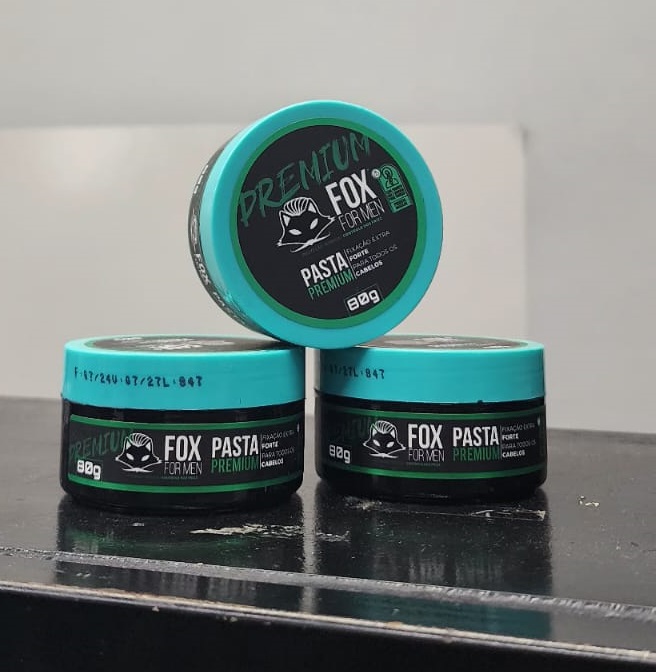 PREMIUM
FOX
FOR MEN
PASTA
PREMIUM
FIXAÇÃO EXTRA
FORTE
PARA TODOS OS
CABELOS
80g
FOX
F:07/24V:07/27L:847
PREMIUM
80g
FOX
FOR MEN
PASTA
PREMIUM
FIXAÇÃO EXTRA
FORTE
PARA TODOS OS
CABELOS
/27L:847
PREMIUM
80g
FOX
FOR MEN
PASTA
PREMIUM
FIXAÇÃO EXTRA
FORTE
PARA TODOS OS
CABELOS